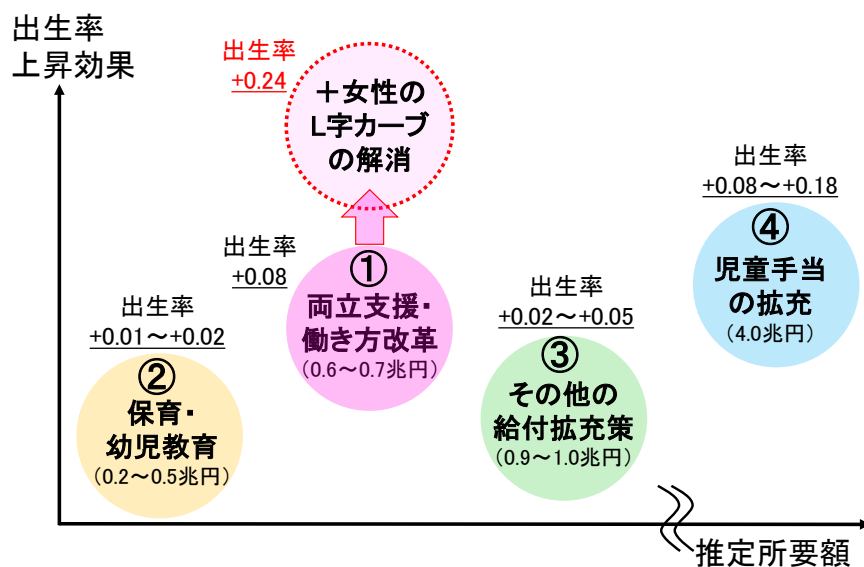 出生率
上昇効果
出生率
+0.24
＋女性の
L字カーブ
の解消
出生率
+0.08
①
両立支援・
働き方改革
（0.6～0.7兆円）
出生率
+0.01～+0.02
②
保育・
幼児教育
（0.2～0.5兆円）
出生率
+0.02～+0.05
③
その他の
給付拡充策
（0.9～1.0兆円）
出生率
+0.08～+0.18
④
児童手当
の拡充
（4.0兆円）
推定所要額